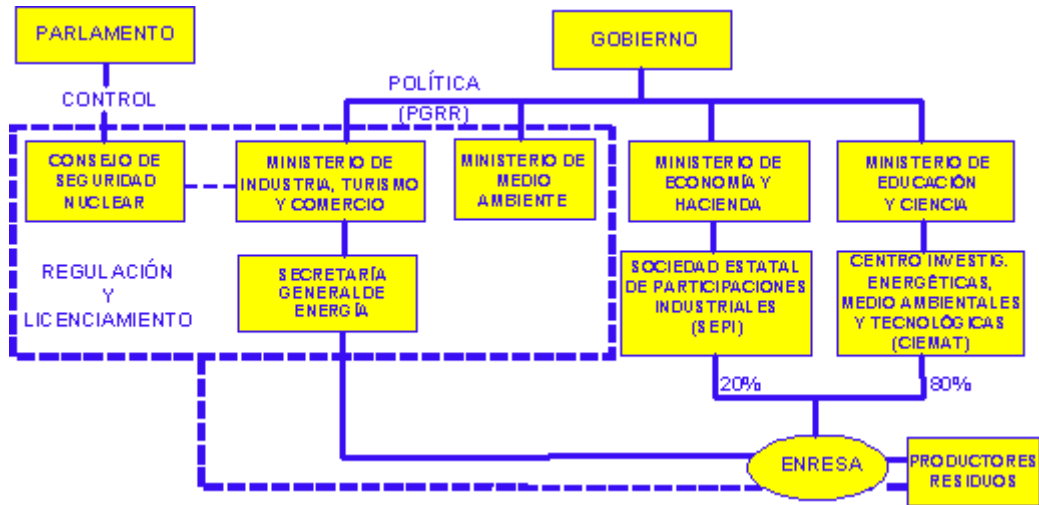 PARLAMENTO
GOBIERNO
POLÍTICA
CONTROL
(PGRR)
CONSEJO DE
SEGURIDAD
NUCLEAR
MINISTERIO DE
INDUSTRIA, TURISMO
Y COMERCIO
MINISTERIO DE
MEDIO
AMBIENTE
MINISTERIO DE
ECONOMÍA Y
HACIENDA
MINISTERIO DE
EDUCACIÓN
Y CIENCIA
REGULACIÓN
Y
LICENCIAMIENTO
SECRETARÍA
GENERAL DE
ENERGÍA
SOCIEDAD ESTATAL
DE PARTICIPACIONES
INDUSTRIALES
(SEPI)
CENTRO INVESTIG.
ENERGÉTICAS,
MEDIO AMBIENTALES
Y TECNOLÓGICAS
(CIEMAT)
20%
80%
ENRESA
PRODUCTORES
RESIDUOS